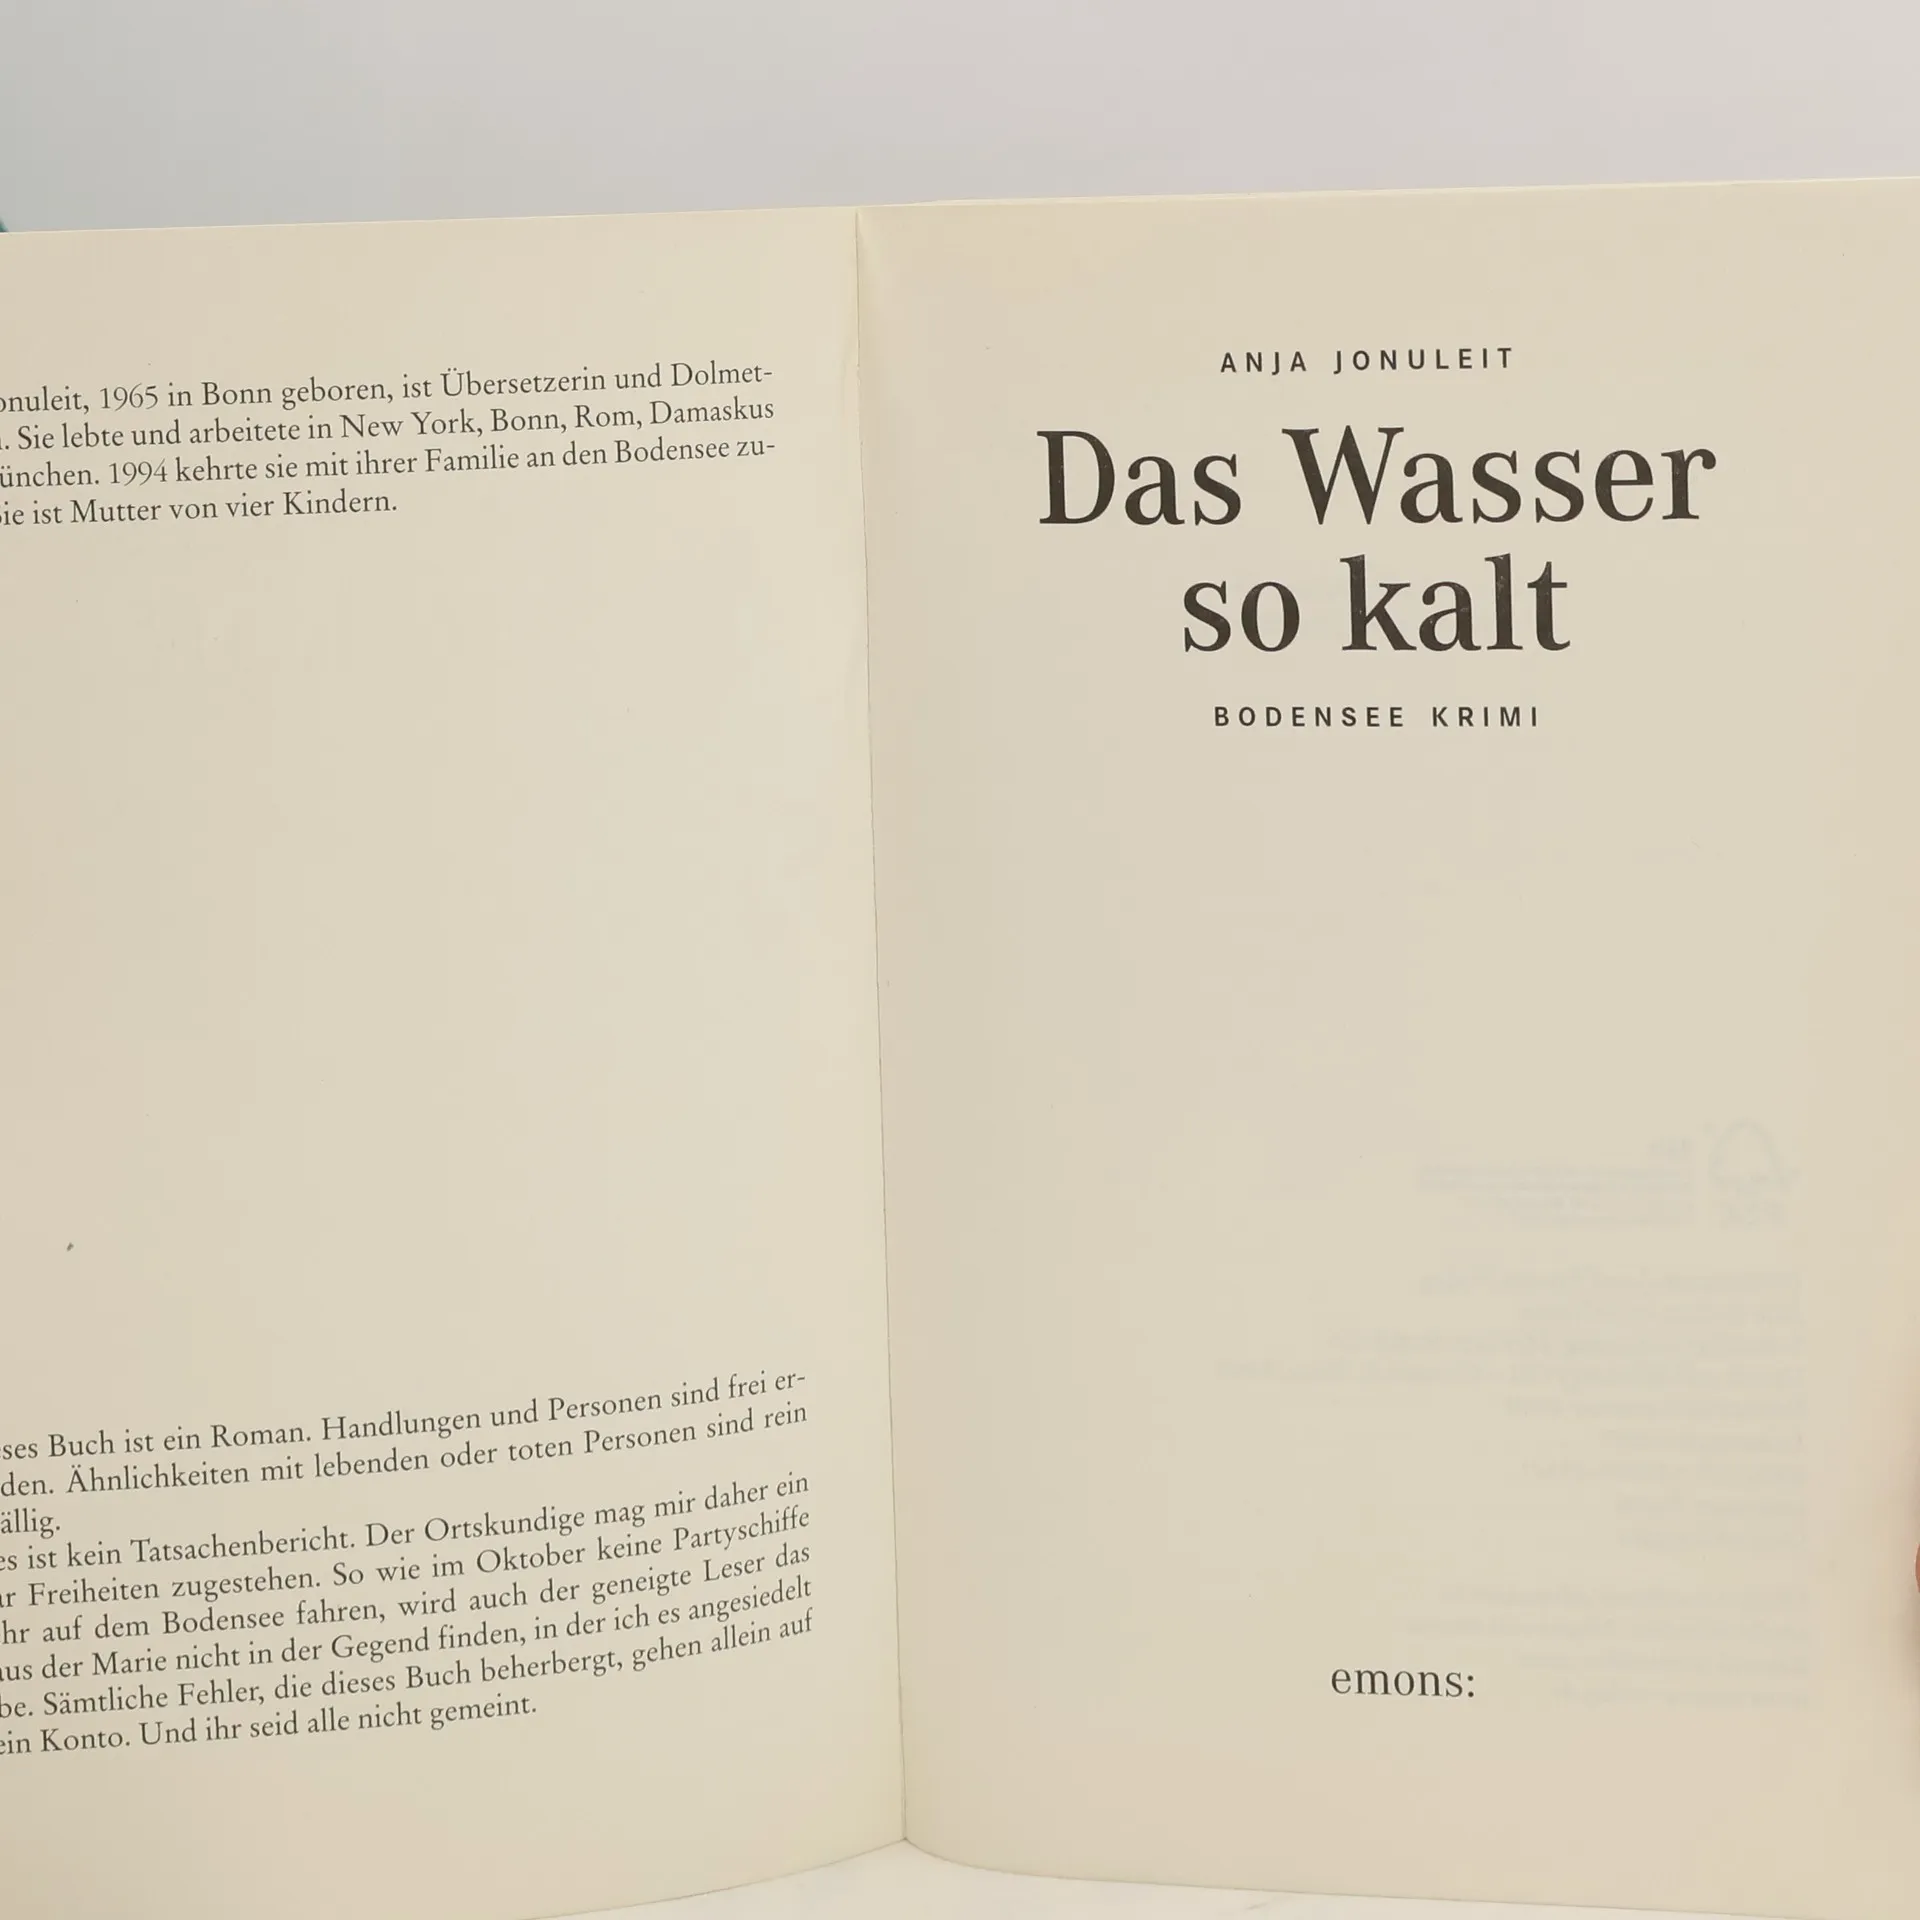 onuleit, 1965 in Bonn geboren, ist Übersetzerin und Dolmet-
. Sie lebte und arbeitete in New York, Bonn, Rom, Damaskus
ünchen. 1994 kehrte sie mit ihrer Familie an den Bodensee zu-
ie ist Mutter von vier Kindern.
ses Buch ist ein Roman. Handlungen und Personen sind frei er-
den. Ähnlichkeiten mit lebenden oder toten Personen sind rein
ällig.
es ist kein Tatsachenbericht. Der Ortskundige mag mir daher ein
ar Freiheiten zugestehen. So wie im Oktober keine Partyschiffe
hr auf dem Bodensee fahren, wird auch der geneigte Leser das
aus der Marie nicht in der Gegend finden, in der ich es angesiedelt
be. Sämtliche Fehler, die dieses Buch beherbergt, gehen allein auf
ein Konto. Und ihr seid alle nicht gemeint.
ANJA JONULEIT
Das Wasser
so kalt
BODENSEE KRIMI
emons: